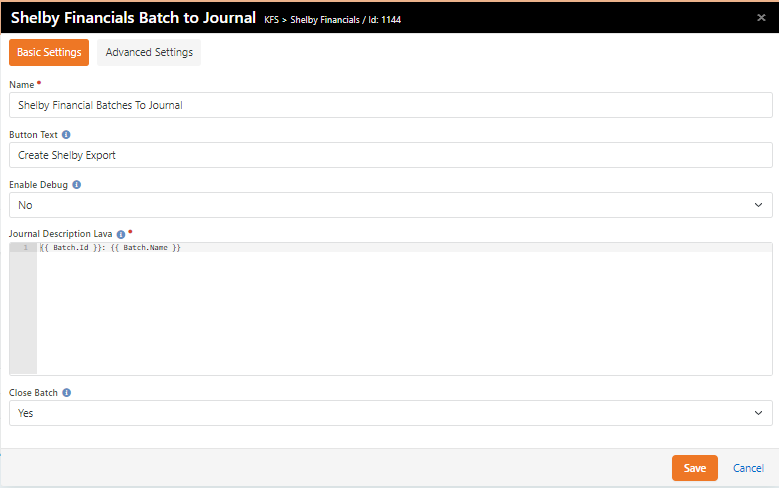 Shelby Financials Batch to Journal KFS > Shelby Financials / Id: 1144 ×
Basic Settings Advanced Settings
Name *
Shelby Financial Batches To Journal
Button Text
Create Shelby Export
Enable Debug
No
Journal Description Lava *
1 {{ Batch.Id }}: {{ Batch.Name }}
Close Batch
Yes
Save Cancel